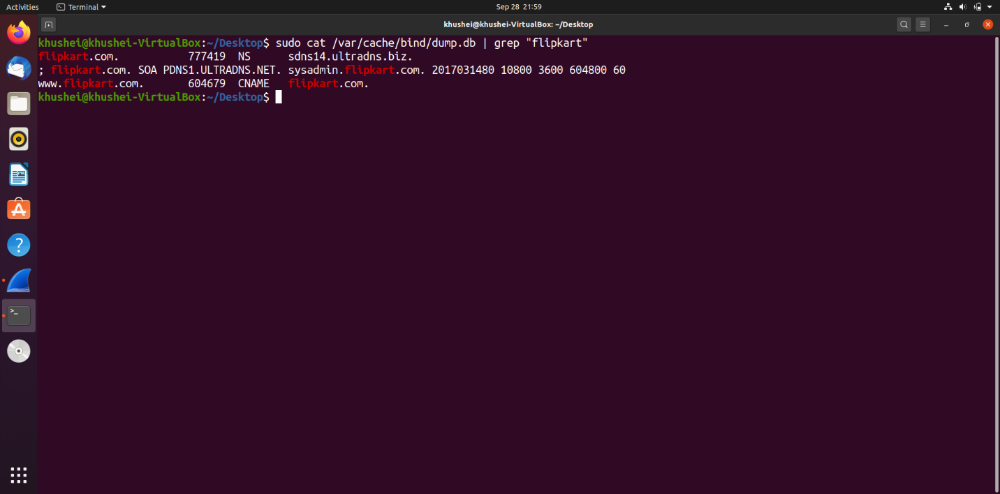 Activities Terminal Sep 28 21:59
khushei@khushei-VirtualBox: ~/Desktop
khushei@khushei-VirtualBox:~/Desktop$ sudo cat /var/cache/bind/dump.db | grep "flipkart"
flipkart.com. 777419 NS sdns14.ultradns.biz.
; flipkart.com. SOA PDNS1.ULTRADNS.NET. sysadmin.flipkart.com. 2017031480 10800 3600 604800 60
www.flipkart.com. 604679 CNAME flipkart.com.
khushei@khushei-VirtualBox:~/Desktop$